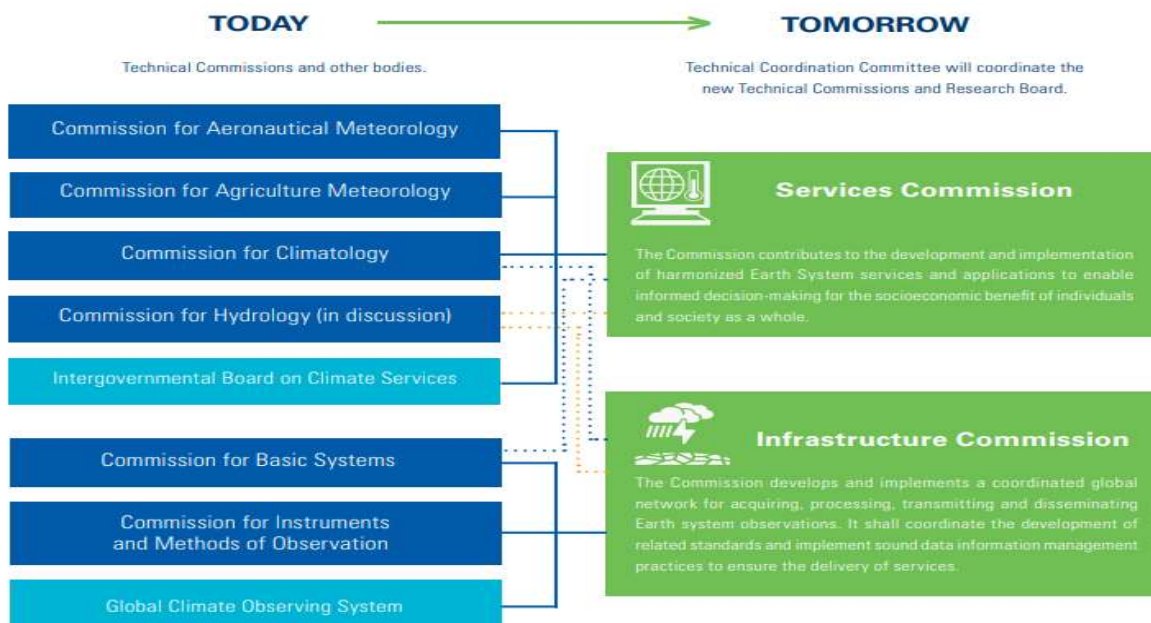 TODAY
TOMORROW
Technical Commissions and other bodies.
Technical Coordination Committee will coordinate the
new Technical Commissions and Research Board.
Commission for Aeronautical Meteorology
Commission for Agriculture Meteorology
Commission for Climatology
Commission for Hydrology (in discussion)
Intergovernmental Board on Climate Services
Commission for Basic Systems
Commission for Instruments
and Methods of Observation
Global Climate Observing System
Services Commission
The Commission contributes to the development and implementation
of harmonized Earth System services and applications to enable
informed decision-making for the socioeconomic benefit of individuals
and society as a whole.
Infrastructure Commission
The Commission develops and implements a coordinated global
network for acquiring, processing, transmitting and disseminating
Earth system observations. It shall coordinate the development of
related standards and implement sound data information management
practices to ensure the delivery of services.